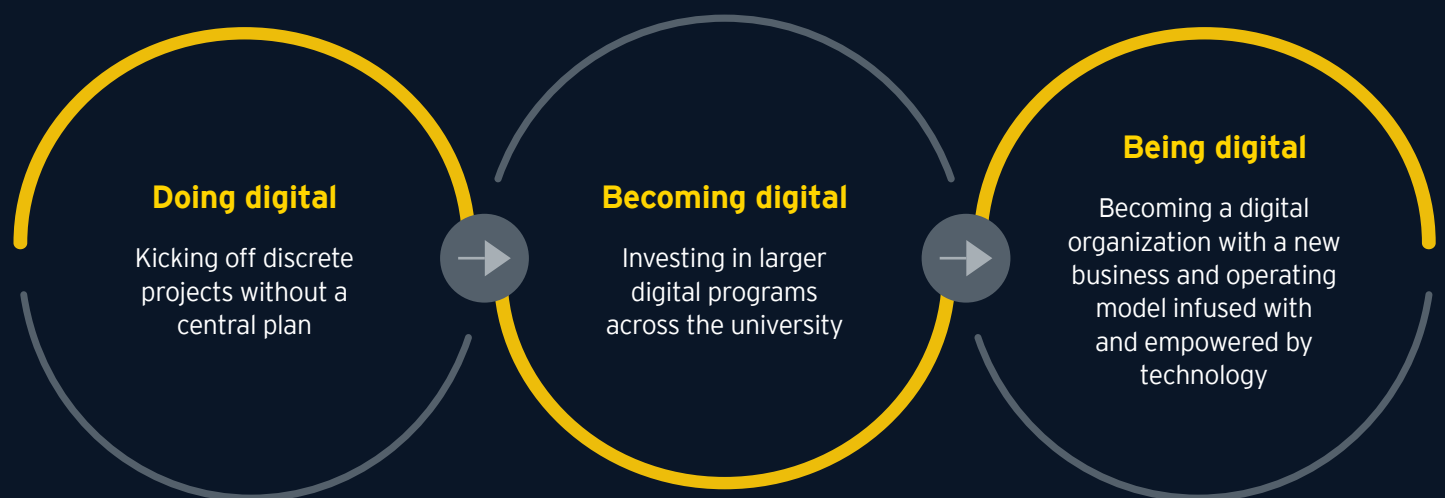 Doing digital
Kicking off discrete
projects without a
central plan
Becoming digital
Investing in larger
digital programs
across the university
Being digital
Becoming a digital
organization with a new
business and operating
model infused with
and empowered by
technology